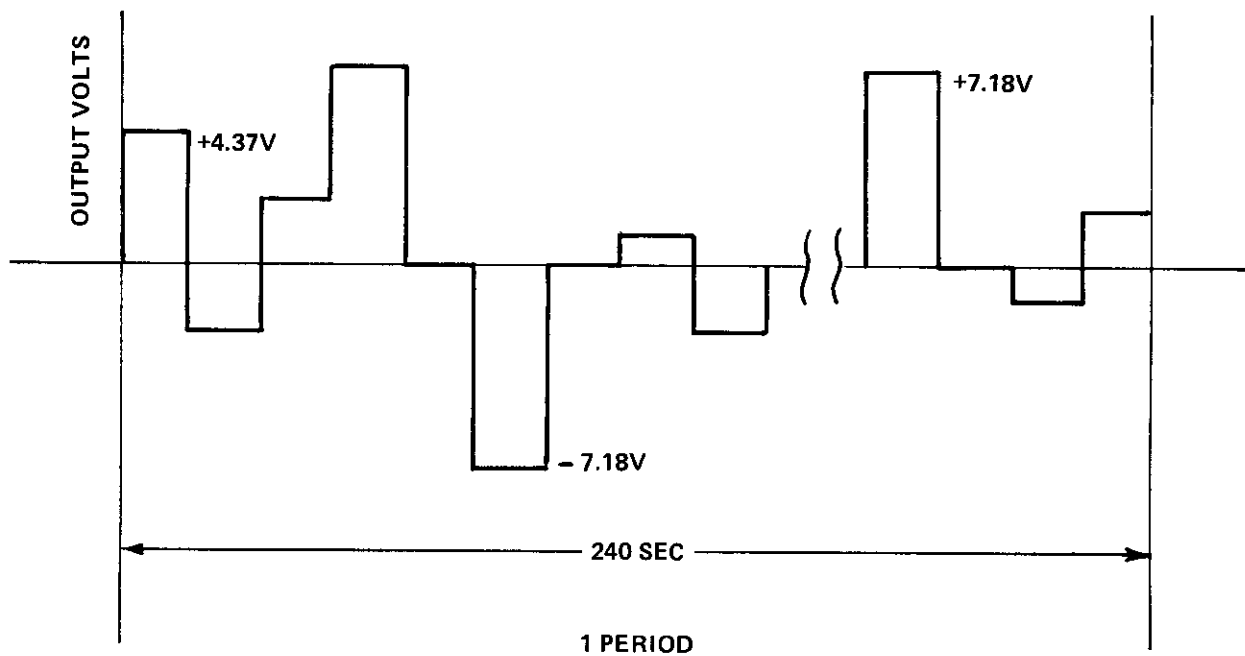 OUTPUT VOLTS
+4.37V
+7.18V
– 7.18V
240 SEC
1 PERIOD